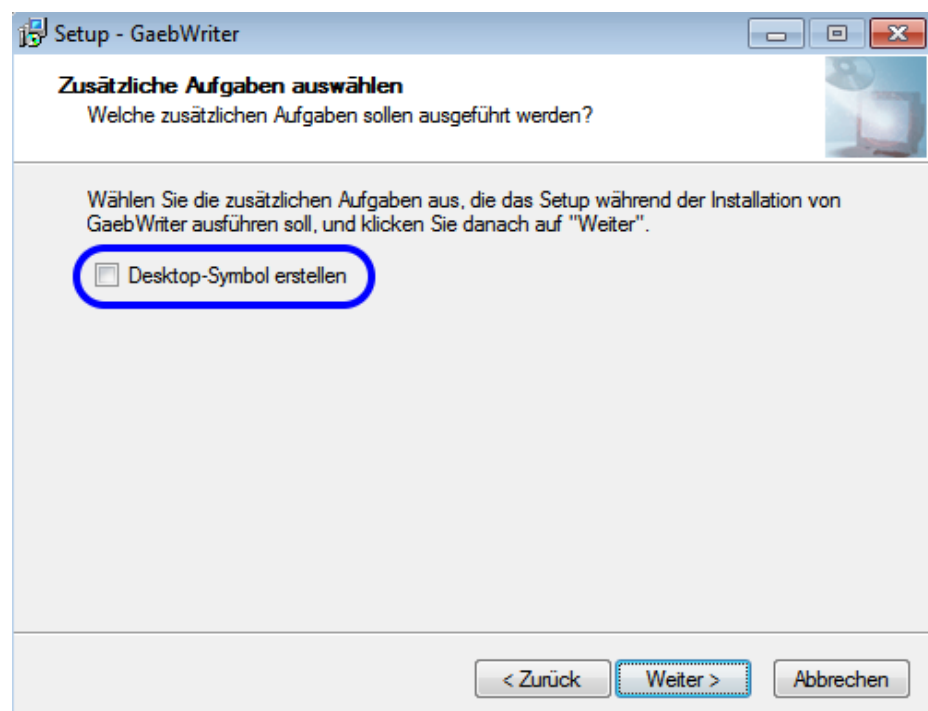 Setup - GaebWriter
Zusätzliche Aufgaben auswählen
Welche zusätzlichen Aufgaben sollen ausgeführt werden?
Wählen Sie die zusätzlichen Aufgaben aus, die das Setup während der Installation von
GaebWriter ausführen soll, und klicken Sie danach auf "Weiter".
Desktop-Symbol erstellen
< Zurück
Weiter >
Abbrechen